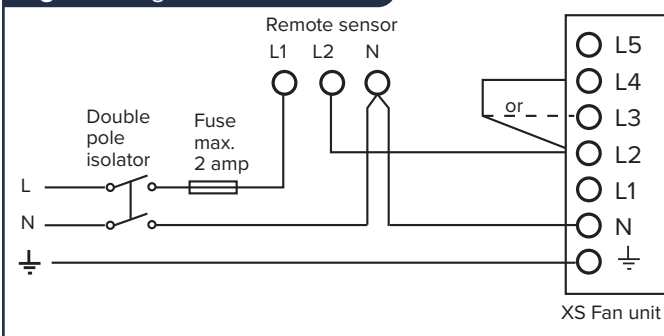 Remote sensor
L1 L2 N
Double
pole
isolator
Fuse
max.
2 amp
L
N
or
L5
L4
L3
L2
L1
N
XS Fan unit